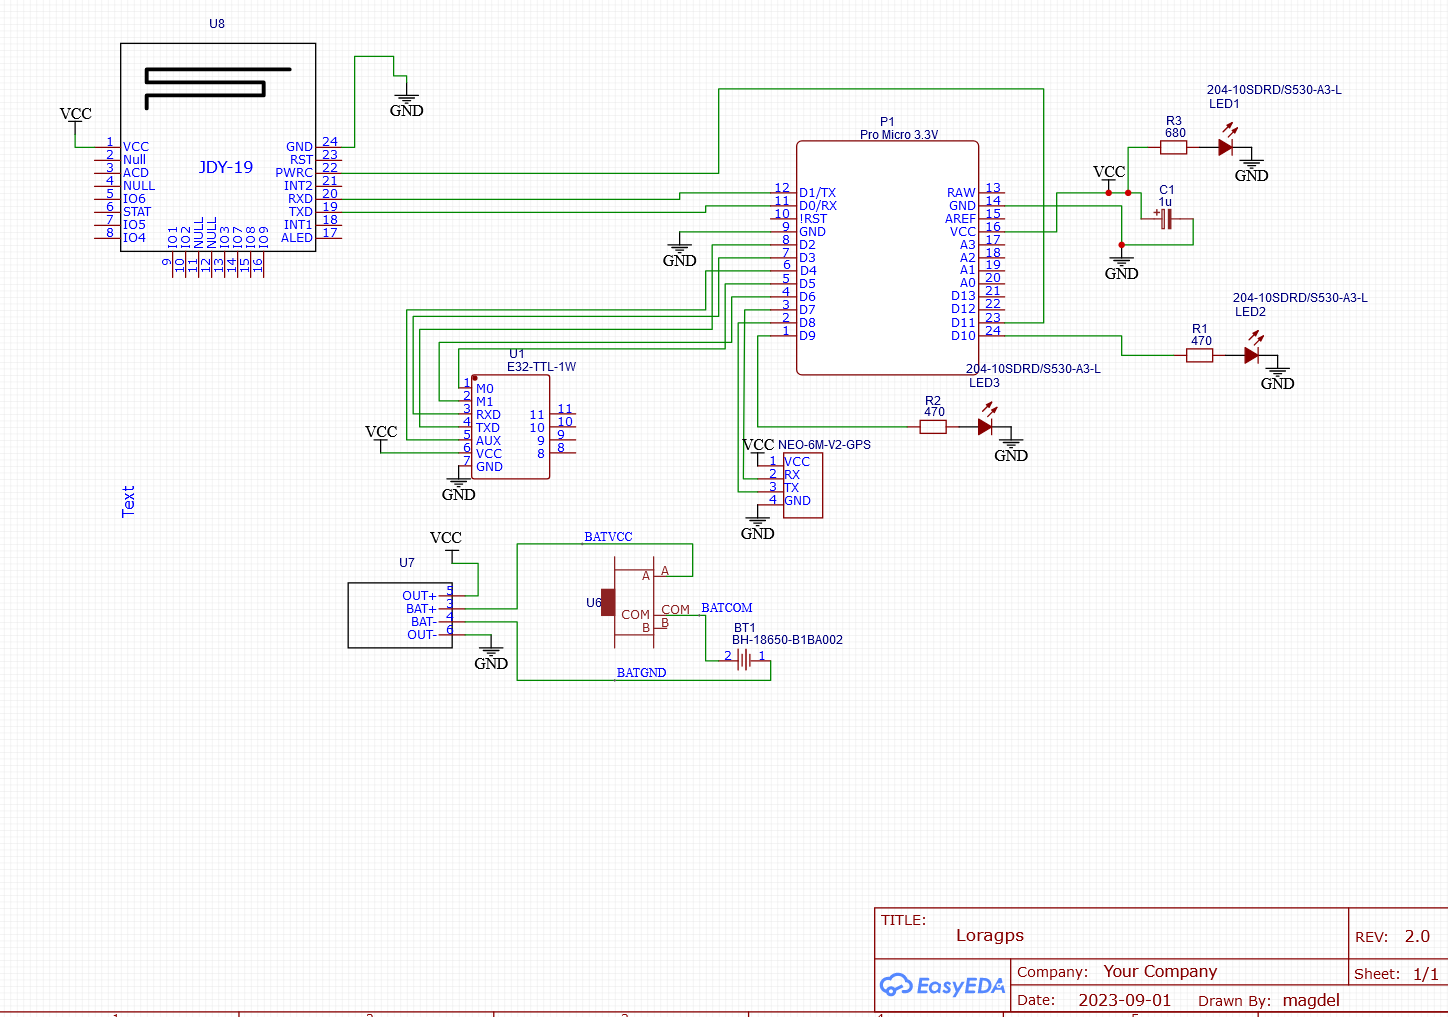 U8
VCC
GND
JDY-19
1 VCC
2 Null
3 ACD
4 NULL
5 IO6
6 STAT
7 IO5
8 IO4
GND 24
RST 23
PWRC 22
INT2 21
RXD 20
TXD 19
INT1 18
ALED 17
IO1 IO2 NULL NULL IO3 IO7 IO8 IO9
9 10 11 12 13 14 15 16
P1
Pro Micro 3.3V
12 D1/TX
11 D0/RX
10 !RST
9 GND
8 D2
7 D3
6 D4
5 D5
4 D6
3 D7
2 D8
1 D9
RAW 13
GND 14
AREF 15
VCC 16
A3 17
A2 18
A1 19
A0 20
D13 21
D12 22
D11 23
D10 24
GND
204-10SDRD/S530-A3-L
LED1
R3
680
GND
VCC
C1
1u
+
GND
204-10SDRD/S530-A3-L
LED2
R1
470
GND
204-10SDRD/S530-A3-L
LED3
R2
470
GND
U1
E32-TTL-1W
1 M0
2 M1
3 RXD
4 TXD
5 AUX
6 VCC
7 GND
11 11
10 10
9 9
8 8
VCC
GND
VCC NEO-6M-V2-GPS
1 VCC
2 RX
3 TX
4 GND
GND
Text
VCC
U7
OUT+ 5
BAT+ 3
BAT- 4
OUT- 6
GND
BATVCC
U6
A A
COM COM
B B
BATCOM
BT1
BH-18650-B1BA002
2 1
BATGND
TITLE:
Loragps
REV: 2.0
EasyEDA
Company: Your Company
Sheet: 1/1
Date: 2023-09-01 Drawn By: magdel
1 2 3 4 5